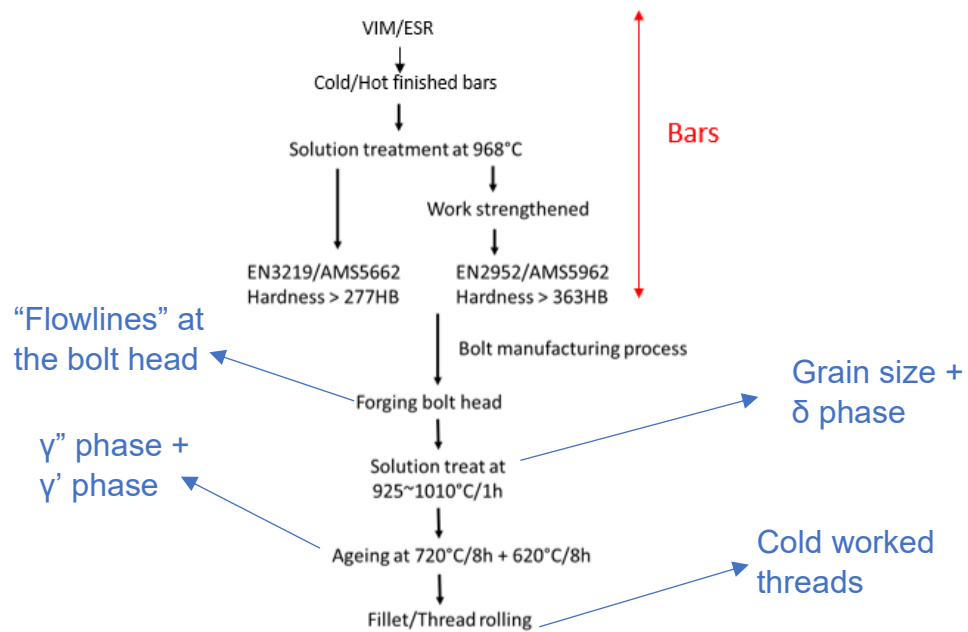 VIM/ESR
Cold/Hot finished bars
Solution treatment at 968°C
Bars
Work strengthened
EN3219/AMS5662
Hardness > 277HB
EN2952/AMS5962
Hardness > 363HB
“Flowlines” at
the bolt head
Bolt manufacturing process
Forging bolt head
Grain size +
δ phase
γ” phase +
γ’ phase
Solution treat at
925~1010°C/1h
Ageing at 720°C/8h + 620°C/8h
Cold worked
threads
Fillet/Thread rolling